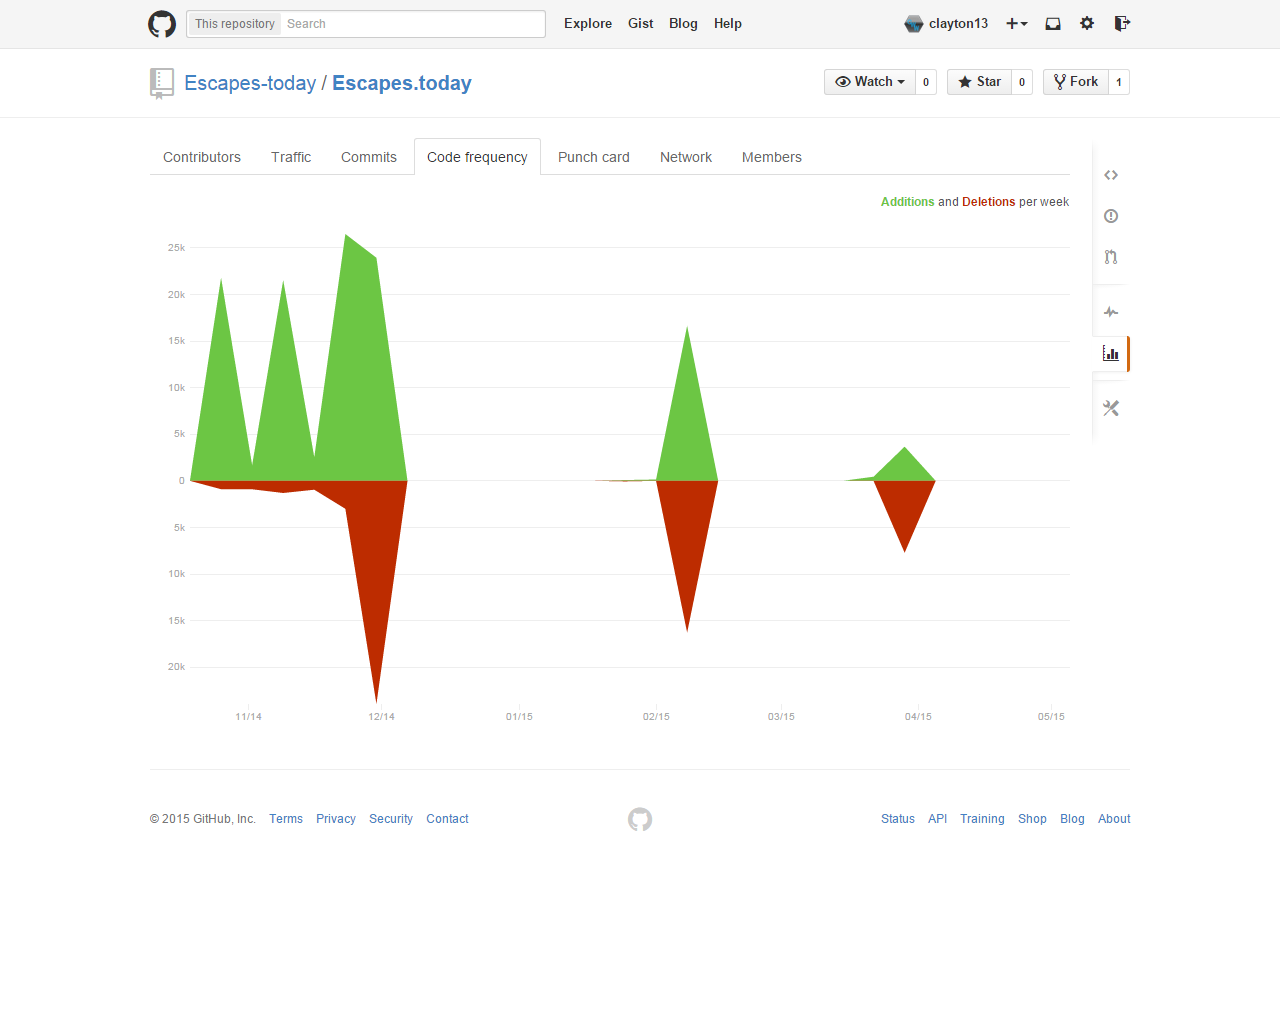 This repository Search Explore Gist Blog Help clayton13
Escapes-today / Escapes.today Watch 0 Star 0 Fork 1
Contributors Traffic Commits Code frequency Punch card Network Members
Additions and Deletions per week
25k
20k
15k
10k
5k
0
5k
10k
15k
20k
11/14 12/14 01/15 02/15 03/15 04/15 05/15
© 2015 GitHub, Inc. Terms Privacy Security Contact Status API Training Shop Blog About